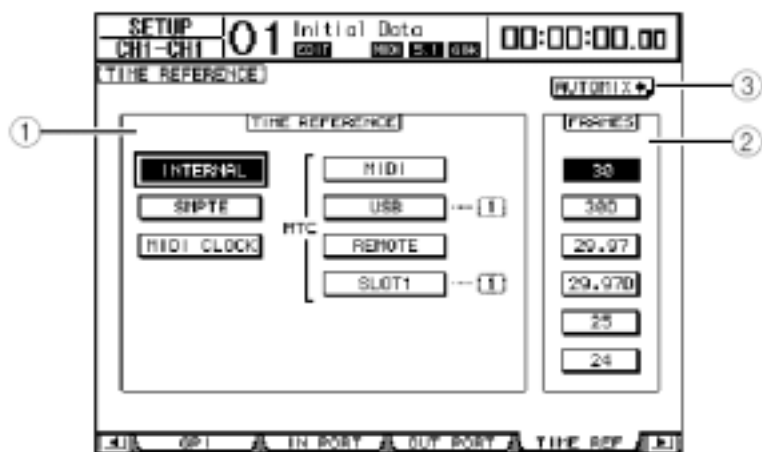 SETUP
CH1-CH1
01
Initial Data
EDIT MIDI 5.1
00:00:00.00
TIME REFERENCE
AUTOMIX
③
①
TIME REFERENCE
FRAMES
②
INTERNAL
MIDI
30
SMPTE
USB
1
30D
MTC
MIDI CLOCK
REMOTE
29.97
SLOT1
1
29.97D
25
24
GPI
IN PORT
OUT PORT
TIME REF